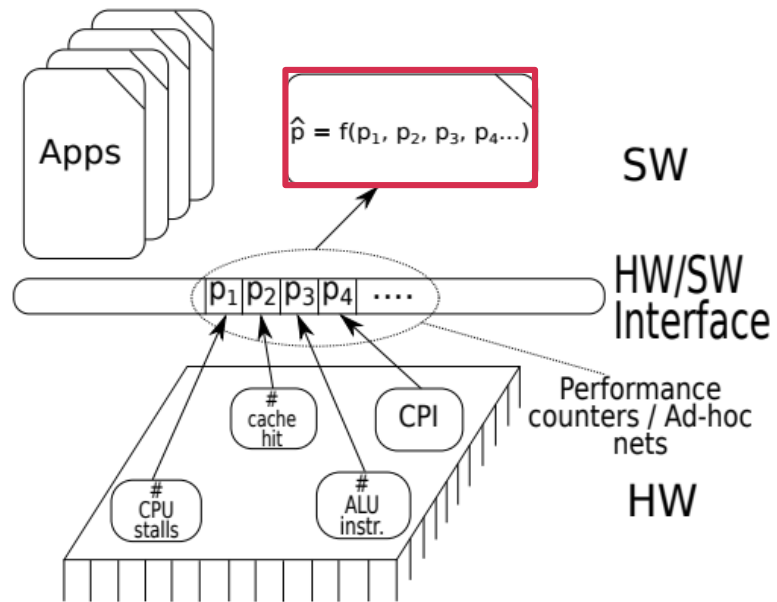 Apps
p̂ = f(p₁, p₂, p₃, p₄...)
SW
p₁ p₂ p₃ p₄ ....
HW/SW
Interface
Performance
counters / Ad-hoc
nets
#
cache
hit
CPI
#
CPU
stalls
#
ALU
instr.
HW